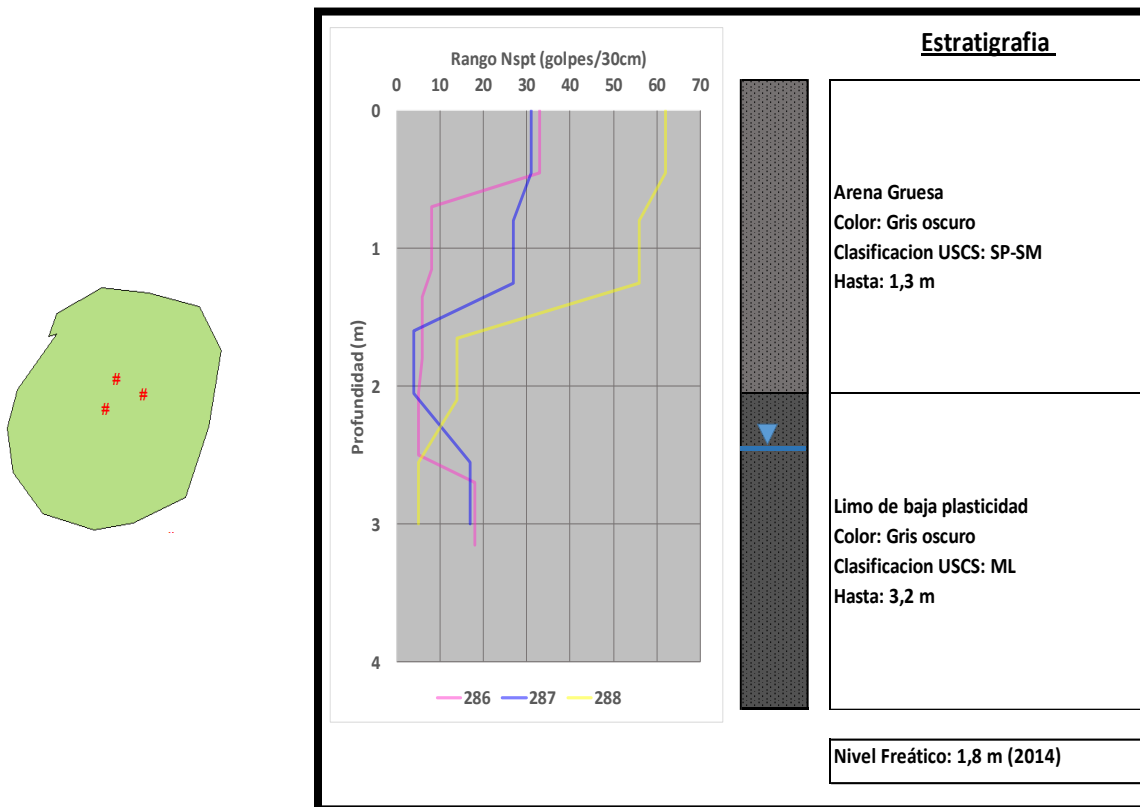 Estratigrafia
Rango Nspt (golpes/30cm)
0 10 20 30 40 50 60 70
0
1
2
3
4
Profundidad (m)
286 287 288
Arena Gruesa
Color: Gris oscuro
Clasificacion USCS: SP-SM
Hasta: 1,3 m
Limo de baja plasticidad
Color: Gris oscuro
Clasificacion USCS: ML
Hasta: 3,2 m
Nivel Freático: 1,8 m (2014)
#
#
#